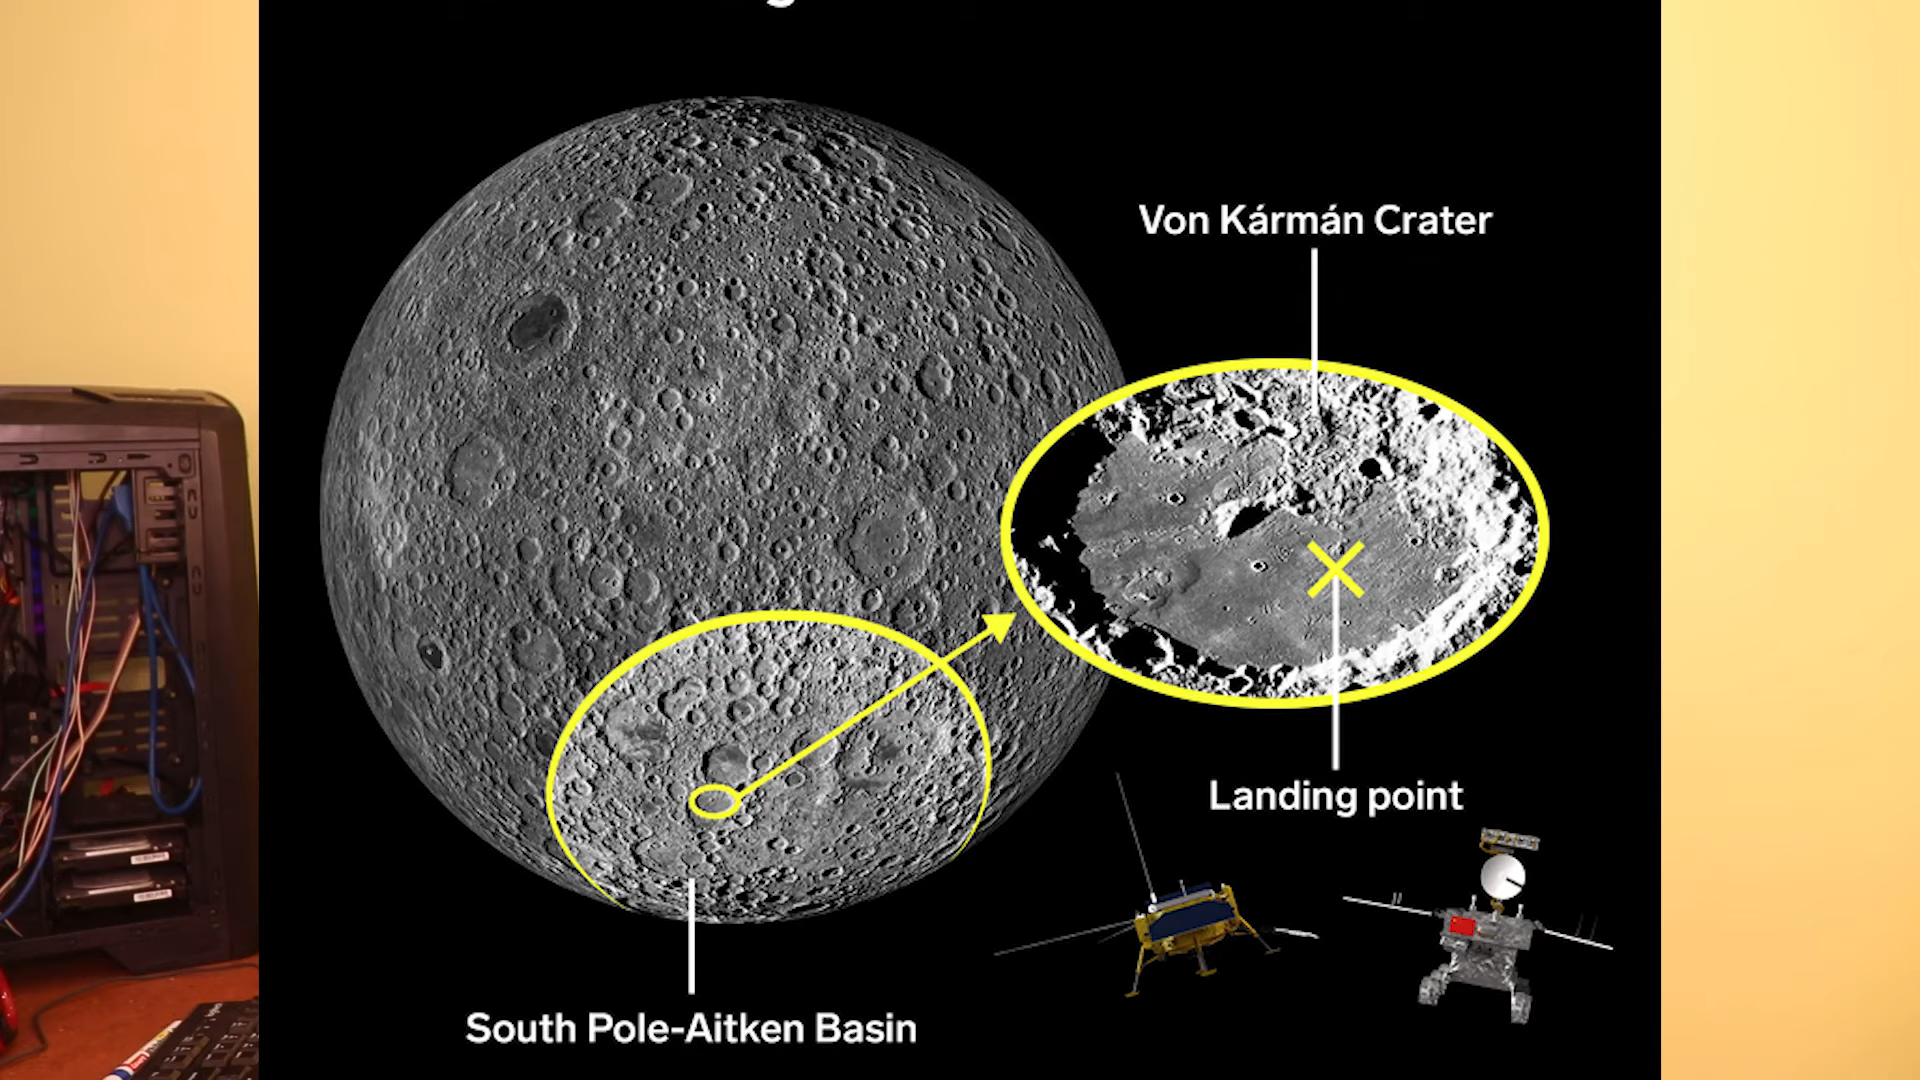 Von Kármán Crater
Landing point
South Pole-Aitken Basin